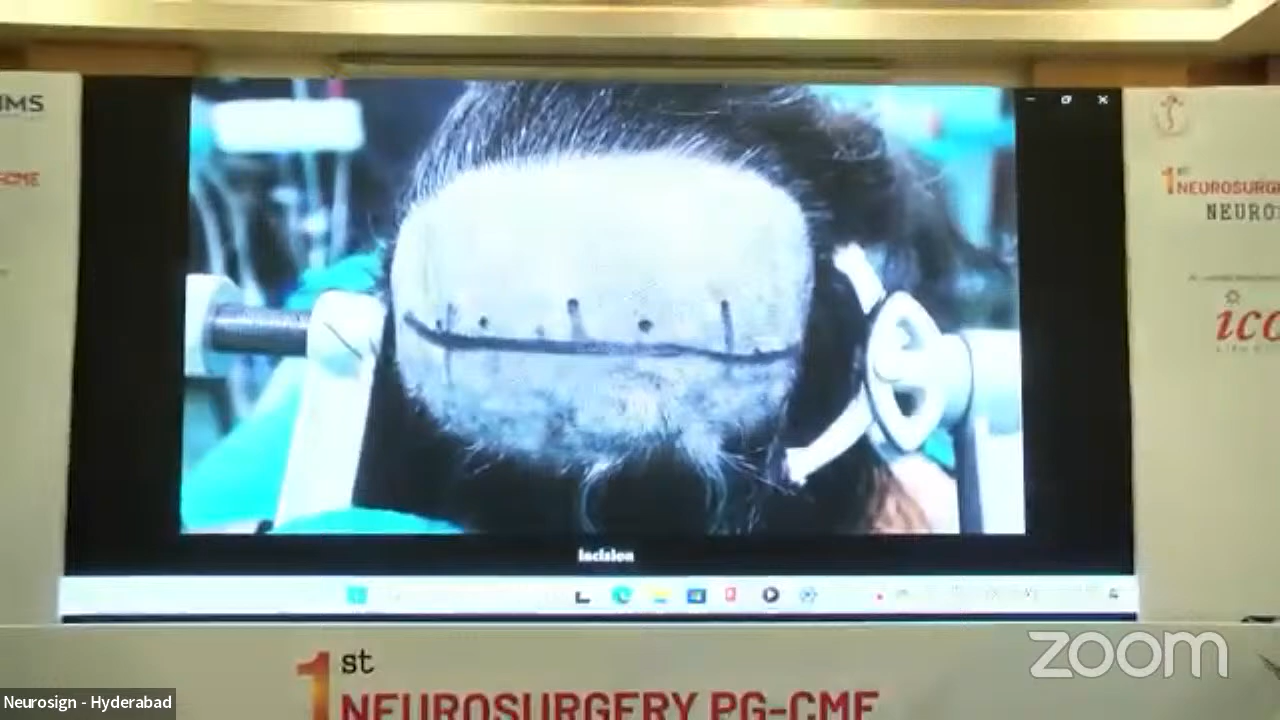 IMS
CME
1st
NEUROSURG
NEURO
ico
incision
zoom
1st
NEUROSURGERY PG-CME
Neurosign - Hyderabad